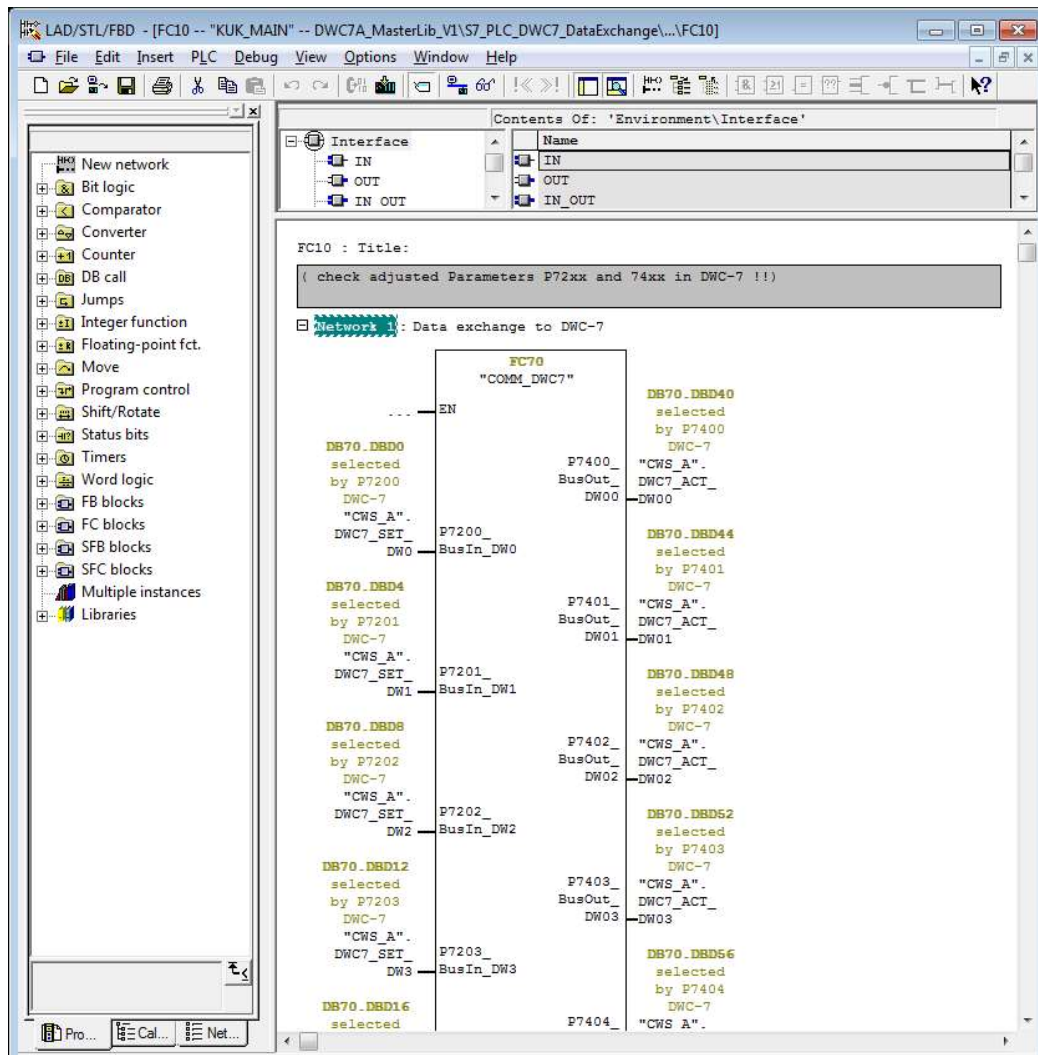 LAD/STL/FBD - [FC10 -- "KUK_MAIN" -- DWC7A_MasterLib_V1\S7_PLC_DWC7_DataExchange\...\FC10]
File Edit Insert PLC Debug View Options Window Help
Contents Of: 'Environment\Interface'
Interface
IN
OUT
IN OUT
Name
IN
OUT
IN_OUT
New network
Bit logic
Comparator
Converter
Counter
DB call
Jumps
Integer function
Floating-point fct.
Move
Program control
Shift/Rotate
Status bits
Timers
Word logic
FB blocks
FC blocks
SFB blocks
SFC blocks
Multiple instances
Libraries
Pro...
Cal...
Net...
FC10 : Title:
( check adjusted Parameters P72xx and 74xx in DWC-7 !!)
Network 1: Data exchange to DWC-7
FC70
"COMM_DWC7"
... EN
DB70.DBD0
selected
by P7200
DWC-7
"CWS_A".
DWC7_SET_
DW0
P7200_
BusIn_DW0
DB70.DBD4
selected
by P7201
DWC-7
"CWS_A".
DWC7_SET_
DW1
P7201_
BusIn_DW1
DB70.DBD8
selected
by P7202
DWC-7
"CWS_A".
DWC7_SET_
DW2
P7202_
BusIn_DW2
DB70.DBD12
selected
by P7203
DWC-7
"CWS_A".
DWC7_SET_
DW3
P7203_
BusIn_DW3
DB70.DBD16
selected
P7400_
BusOut_
DW00
DB70.DBD40
selected
by P7400
DWC-7
"CWS_A".
DWC7_ACT_
DW00
P7401_
BusOut_
DW01
DB70.DBD44
selected
by P7401
DWC-7
"CWS_A".
DWC7_ACT_
DW01
P7402_
BusOut_
DW02
DB70.DBD48
selected
by P7402
DWC-7
"CWS_A".
DWC7_ACT_
DW02
P7403_
BusOut_
DW03
DB70.DBD52
selected
by P7403
DWC-7
"CWS_A".
DWC7_ACT_
DW03
P7404_
DB70.DBD56
selected
by P7404
DWC-7
"CWS_A".